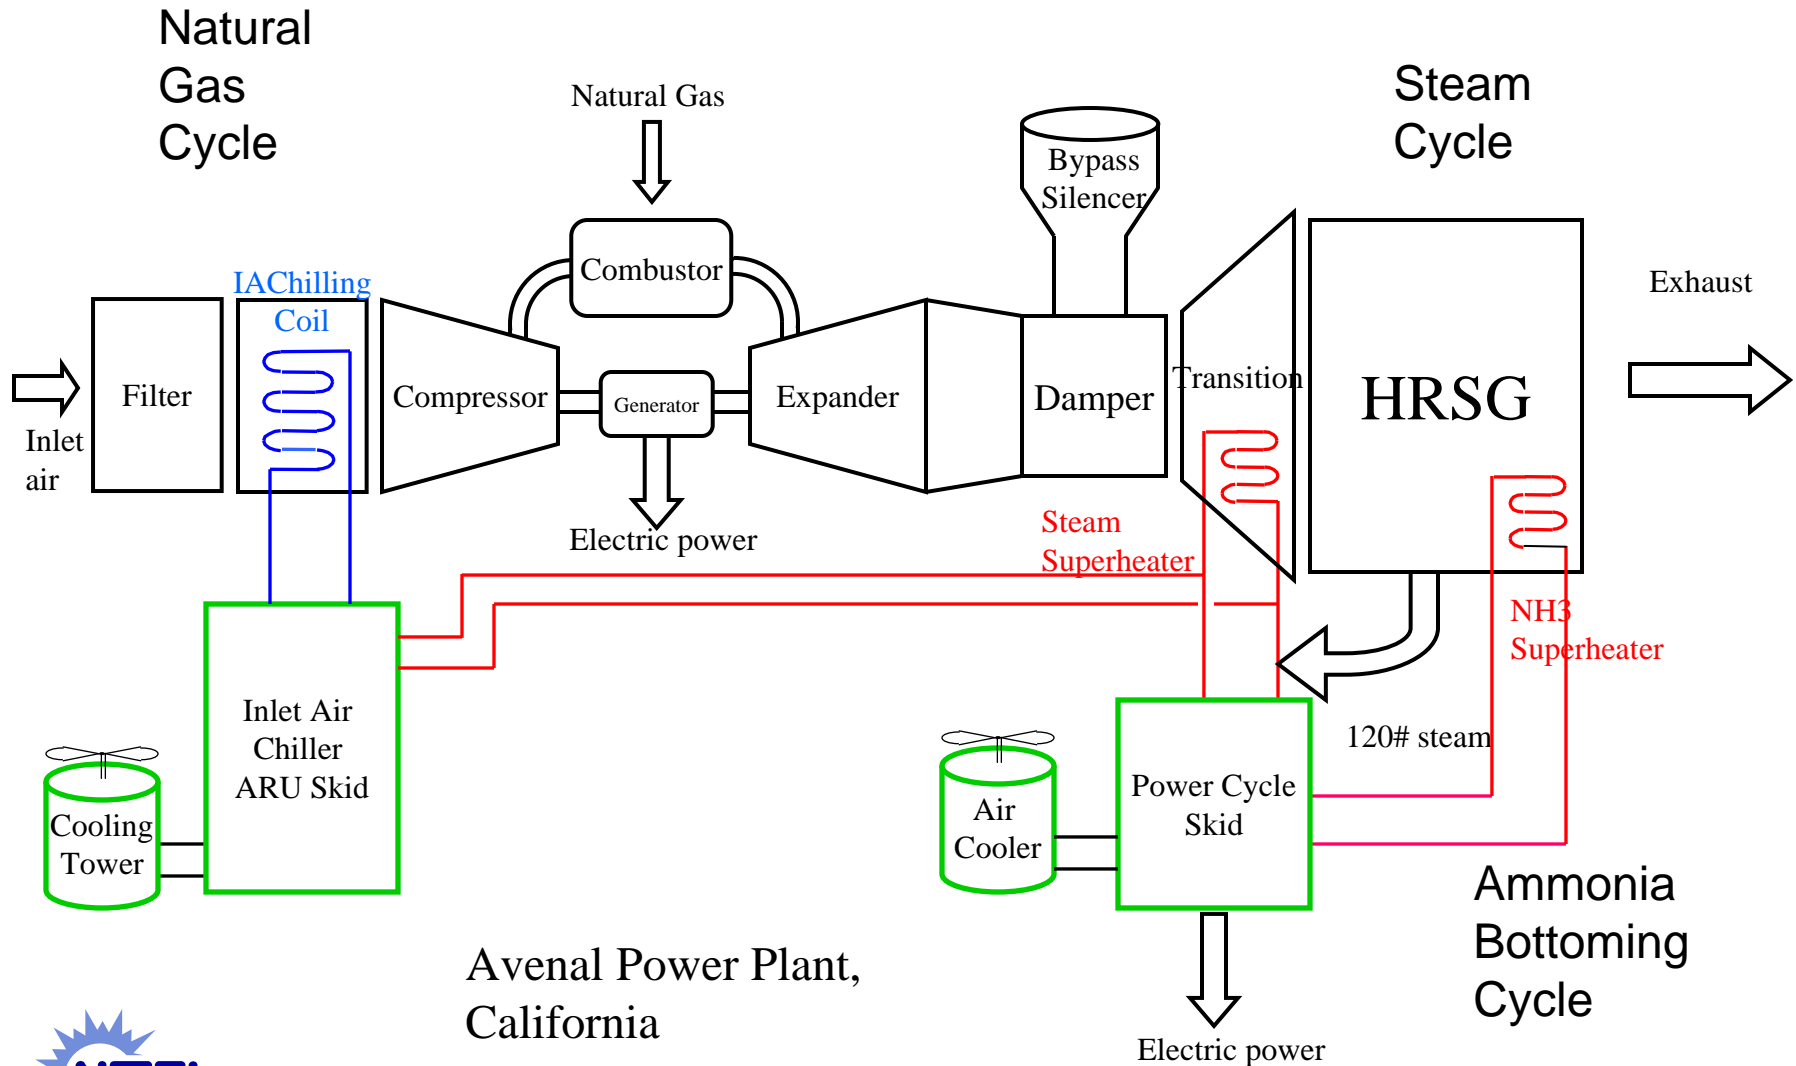 Natural
Gas
Cycle
Natural Gas
Steam
Cycle
Bypass
Silencer
IAChilling
Coil
Combustor
Exhaust
Filter
Compressor
Generator
Expander
Damper
Transition
HRSG
Inlet
air
Electric power
Steam
Superheater
NH3
Superheater
Inlet Air
Chiller
ARU Skid
120# steam
Cooling
Tower
Air
Cooler
Power Cycle
Skid
Ammonia
Bottoming
Cycle
Avenal Power Plant,
California
Electric power